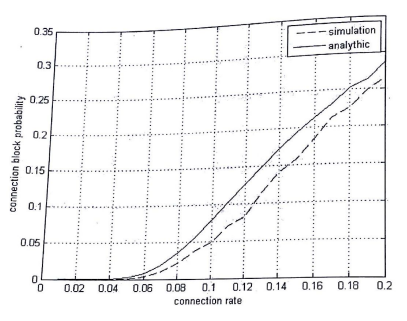 simulation
analythic
0.35
0.3
0.25
0.2
0.15
0.1
0.05
0
connection block probability
0 0.02 0.04 0.06 0.08 0.1 0.12 0.14 0.16 0.18 0.2
connection rate